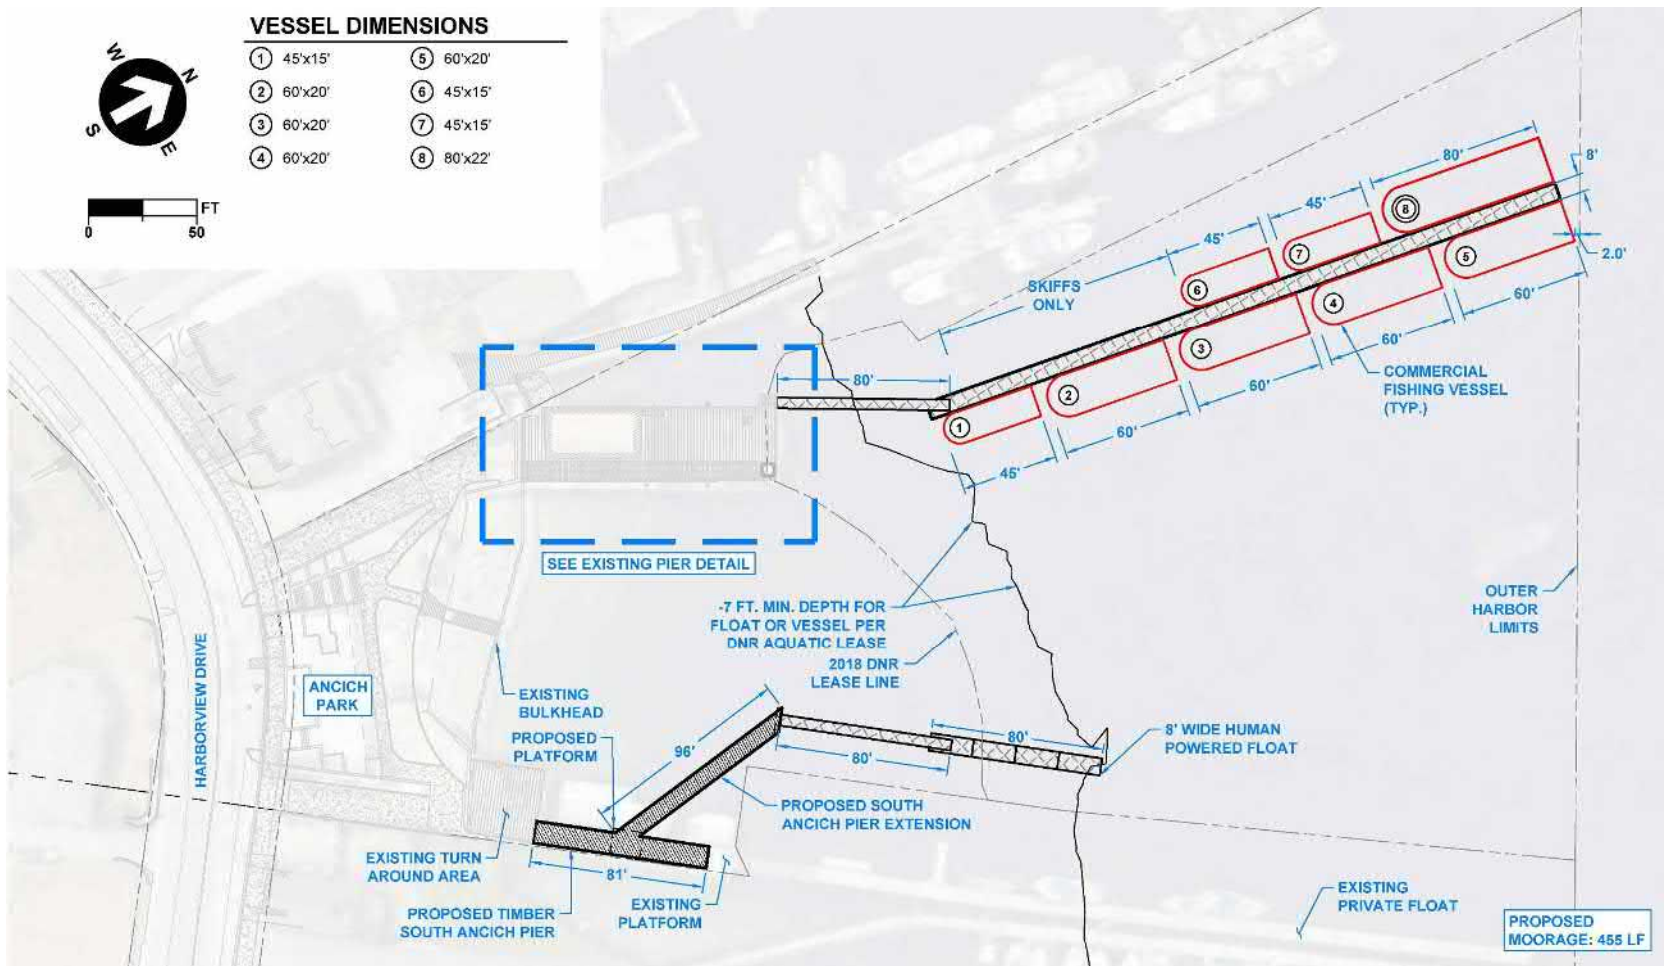 VESSEL DIMENSIONS
1 45'x15'
2 60'x20'
3 60'x20'
4 60'x20'
5 60'x20'
6 45'x15'
7 45'x15'
8 80'x22'
W
N
S
E
FT
0 50
80'
8'
45'
45'
8
7
6
5
2.0'
SKIFFS
ONLY
4
60'
3
60'
80'
2
60'
COMMERCIAL
FISHING VESSEL
(TYP.)
1
60'
45'
SEE EXISTING PIER DETAIL
-7 FT. MIN. DEPTH FOR
FLOAT OR VESSEL PER
DNR AQUATIC LEASE
2018 DNR
LEASE LINE
OUTER
HARBOR
LIMITS
HARBORVIEW DRIVE
ANCICH
PARK
EXISTING
BULKHEAD
PROPOSED
PLATFORM
96'
80'
80'
8' WIDE HUMAN
POWERED FLOAT
PROPOSED SOUTH
ANCICH PIER EXTENSION
EXISTING TURN
AROUND AREA
81'
PROPOSED TIMBER
SOUTH ANCICH PIER
EXISTING
PLATFORM
EXISTING
PRIVATE FLOAT
PROPOSED
MOORAGE: 455 LF